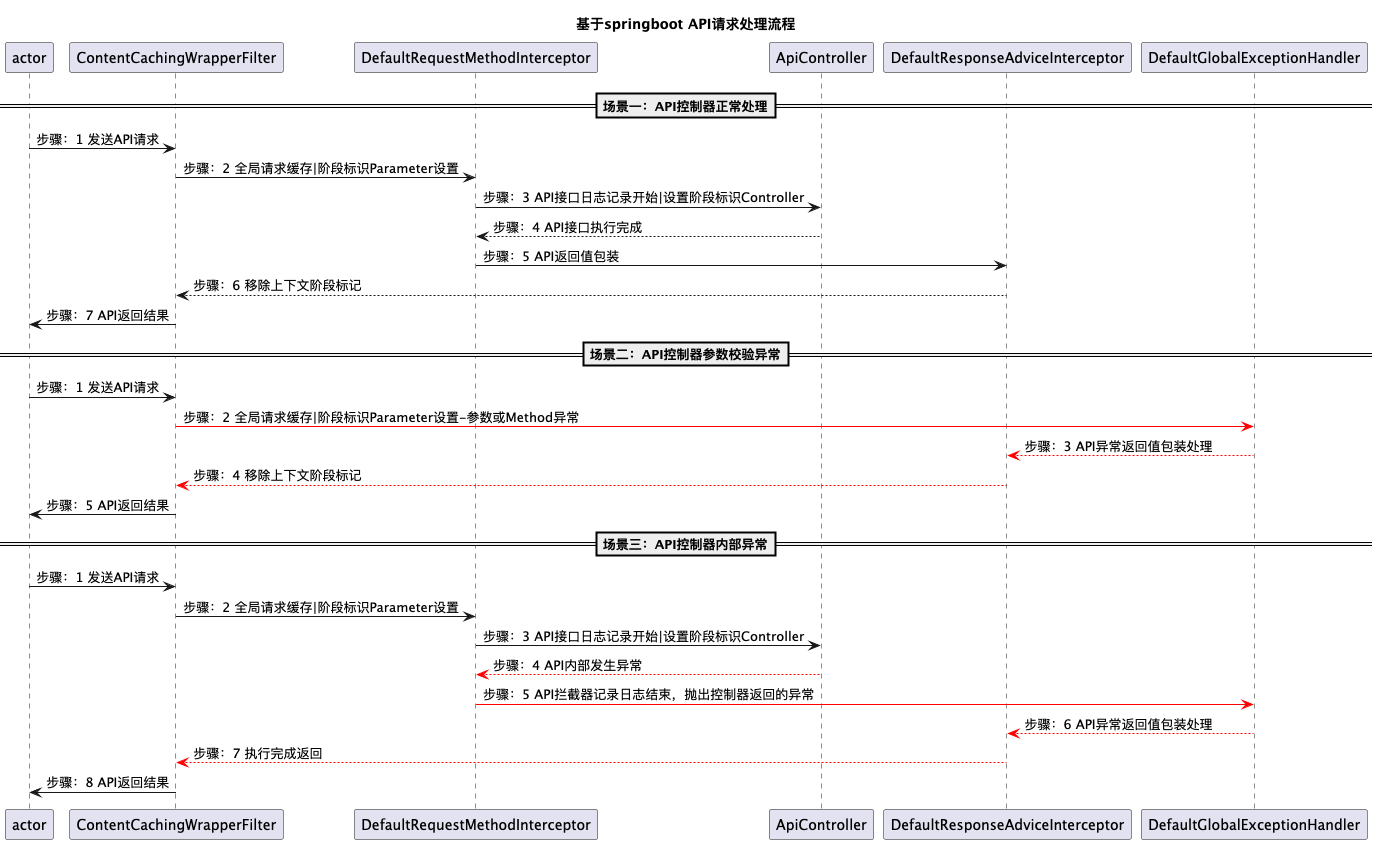 基于springboot API请求处理流程
actor
ContentCachingWrapperFilter
DefaultRequestMethodInterceptor
ApiController
DefaultResponseAdviceInterceptor
DefaultGlobalExceptionHandler
场景一：API控制器正常处理
步骤：1 发送API请求
步骤：2 全局请求缓存|阶段标识Parameter设置
步骤：3 API接口日志记录开始|设置阶段标识Controller
步骤：4 API接口执行完成
步骤：5 API返回值包装
步骤：6 移除上下文阶段标记
步骤：7 API返回结果
场景二：API控制器参数校验异常
步骤：1 发送API请求
步骤：2 全局请求缓存|阶段标识Parameter设置-参数或Method异常
步骤：3 API异常返回值包装处理
步骤：4 移除上下文阶段标记
步骤：5 API返回结果
场景三：API控制器内部异常
步骤：1 发送API请求
步骤：2 全局请求缓存|阶段标识Parameter设置
步骤：3 API接口日志记录开始|设置阶段标识Controller
步骤：4 API内部发生异常
步骤：5 API拦截器记录日志结束，抛出控制器返回的异常
步骤：6 API异常返回值包装处理
步骤：7 执行完成返回
步骤：8 API返回结果
actor
ContentCachingWrapperFilter
DefaultRequestMethodInterceptor
ApiController
DefaultResponseAdviceInterceptor
DefaultGlobalExceptionHandler